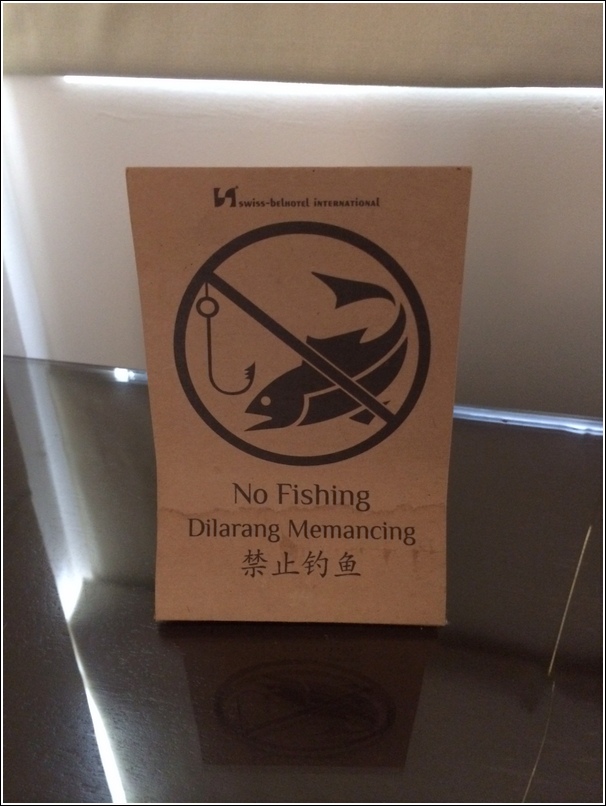 swiss-belhotel international
No Fishing
Dilarang Memancing
禁止钓鱼